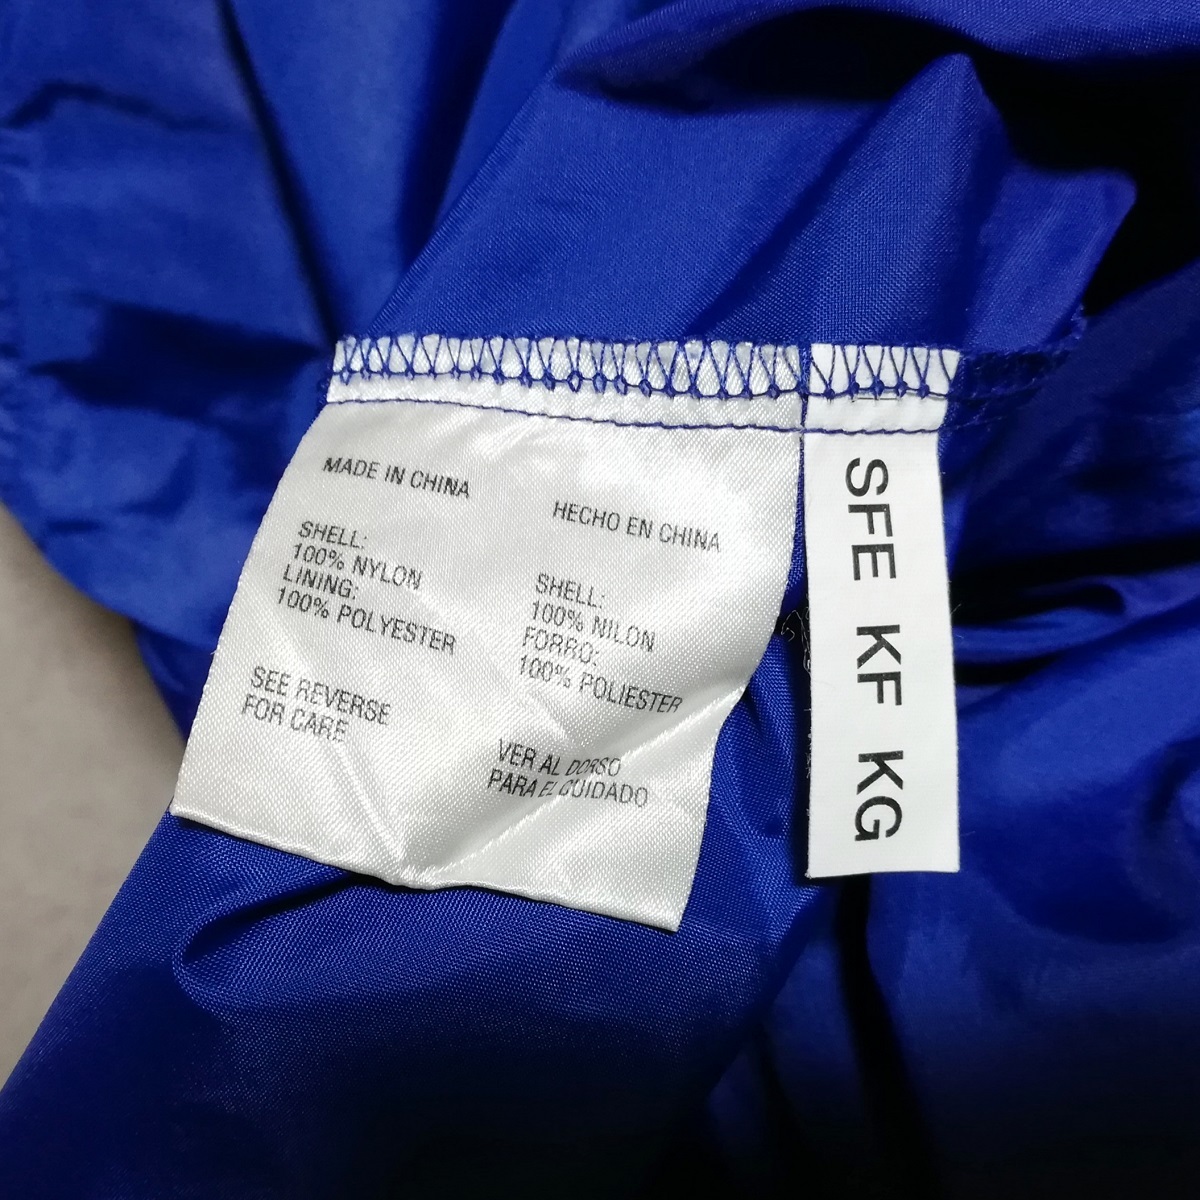 MADE IN CHINA
SHELL:
100% NYLON
LINING:
100% POLYESTER
SEE REVERSE
FOR CARE
HECHO EN CHINA
SHELL:
100% NILON
FORRO:
100% POLIESTER
VER AL DORSO
PARA EL CUIDADO
SFE KF KG